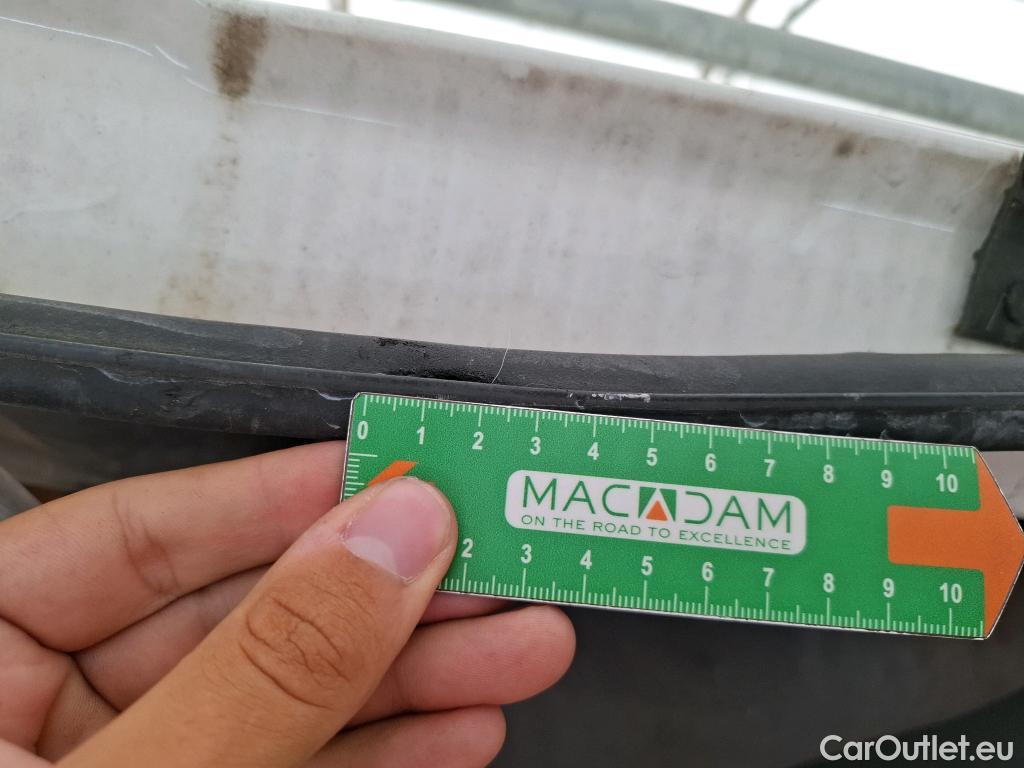 0 1 2 3 4 5 6 7 8 9 10
MACADAM
ON THE ROAD TO EXCELLENCE
2 3 4 5 6 7 8 9 10
CarOutlet.eu